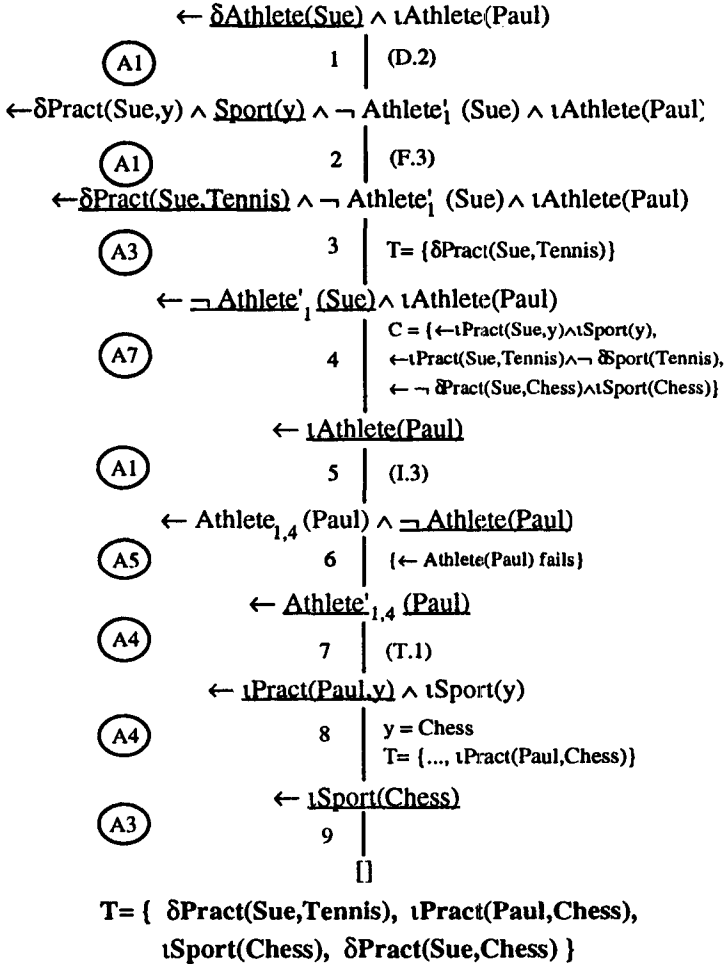 ← δAthlete(Sue) ∧ ιAthlete(Paul)
A1 1 (D.2)
←δPract(Sue,y) ∧ Sport(y) ∧ ¬ Athlete'₁ (Sue) ∧ ιAthlete(Paul)
A1 2 (F.3)
←δPract(Sue,Tennis) ∧ ¬ Athlete'₁ (Sue) ∧ ιAthlete(Paul)
A3 3 T= {δPract(Sue,Tennis)}
← ¬ Athlete'₁ (Sue) ∧ ιAthlete(Paul)
C = {←ιPract(Sue,y)∧ιSport(y),
A7 4 ←ιPract(Sue,Tennis)∧¬ δSport(Tennis),
← ¬ δPract(Sue,Chess)∧ιSport(Chess)}
← ιAthlete(Paul)
A1 5 (I.3)
← Athlete₁,₄ (Paul) ∧ ¬ Athlete(Paul)
A5 6 {← Athlete(Paul) fails}
← Athlete'₁,₄ (Paul)
A4 7 (T.1)
← ιPract(Paul,y) ∧ ιSport(y)
A4 8 y = Chess
T= {..., ιPract(Paul,Chess)}
← ιSport(Chess)
A3 9
[]
T= { δPract(Sue,Tennis), ιPract(Paul,Chess),
ιSport(Chess), δPract(Sue,Chess) }